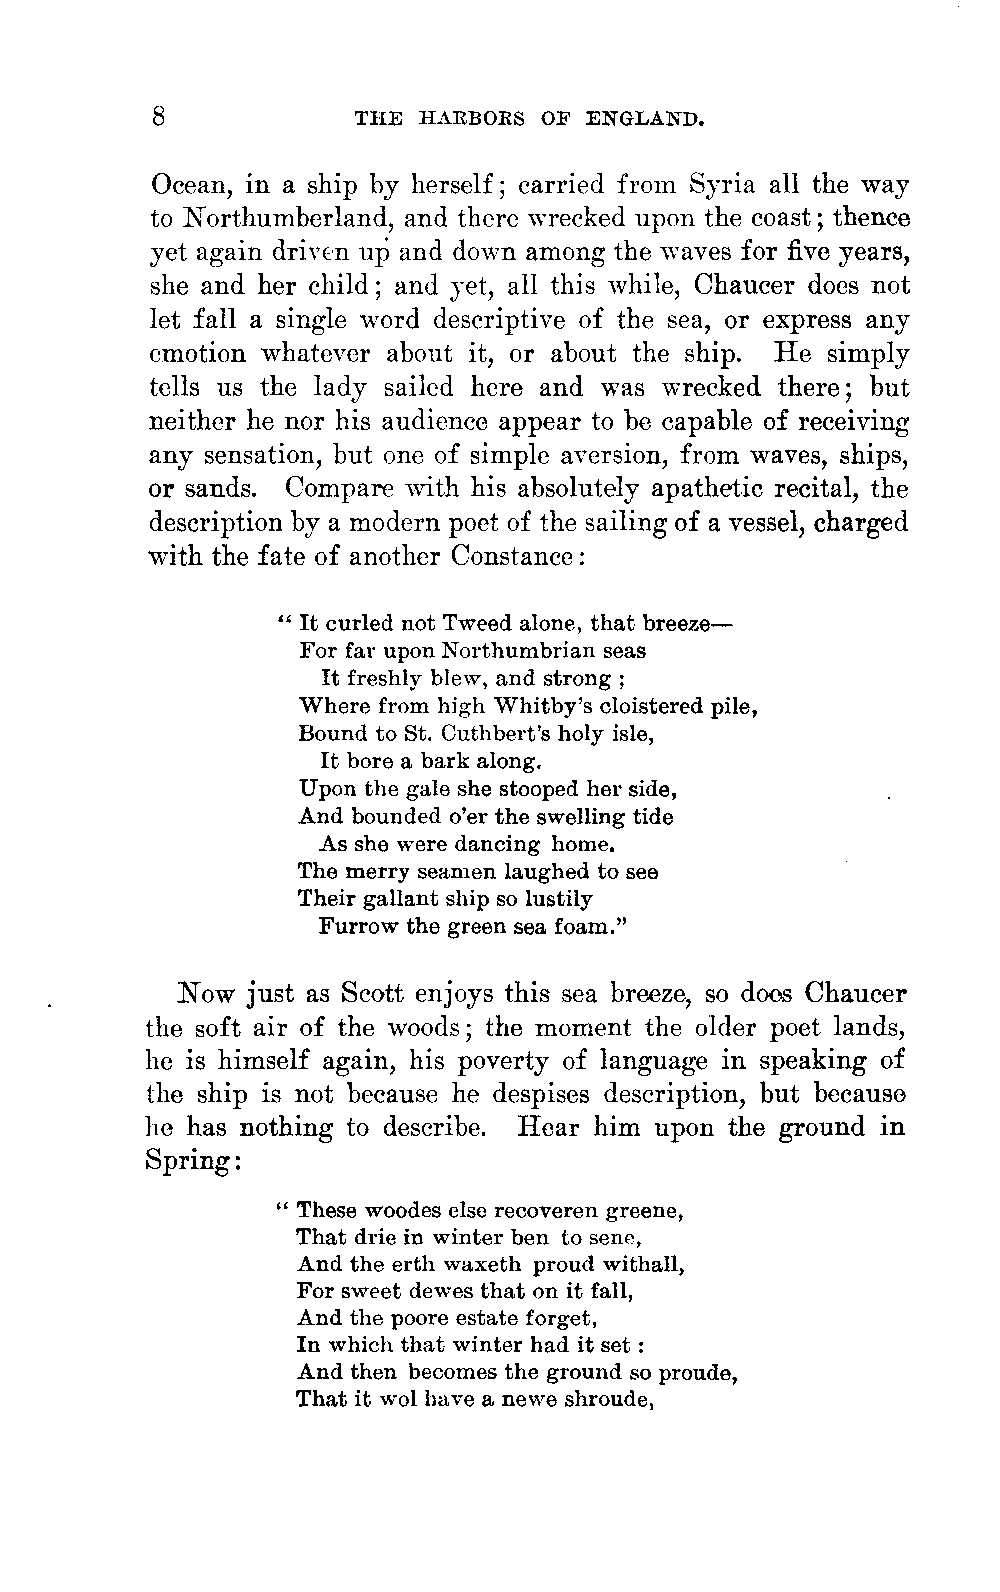 8 THE HARBORS OF ENGLAND.
Ocean, in a ship by herself; carried from Syria all the way
to Northumberland, and there wrecked upon the coast; thence
yet again driven up and down among the waves for five years,
she and her child; and yet, all this while, Chaucer does not
let fall a single word descriptive of the sea, or express any
emotion whatever about it, or about the ship. He simply
tells us the lady sailed here and was wrecked there; but
neither he nor his audience appear to be capable of receiving
any sensation, but one of simple aversion, from waves, ships,
or sands. Compare with his absolutely apathetic recital, the
description by a modern poet of the sailing of a vessel, charged
with the fate of another Constance:
“ It curled not Tweed alone, that breeze—
For far upon Northumbrian seas
It freshly blew, and strong ;
Where from high Whitby's cloistered pile,
Bound to St. Cuthbert's holy isle,
It bore a bark along.
Upon the gale she stooped her side,
And bounded o'er the swelling tide
As she were dancing home.
The merry seamen laughed to see
Their gallant ship so lustily
Furrow the green sea foam.”
Now just as Scott enjoys this sea breeze, so does Chaucer
the soft air of the woods; the moment the older poet lands,
he is himself again, his poverty of language in speaking of
the ship is not because he despises description, but because
he has nothing to describe. Hear him upon the ground in
Spring:
“ These woodes else recoveren greene,
That drie in winter ben to sene,
And the erth waxeth proud withall,
For sweet dewes that on it fall,
And the poore estate forget,
In which that winter had it set :
And then becomes the ground so proude,
That it wol have a newe shroude,